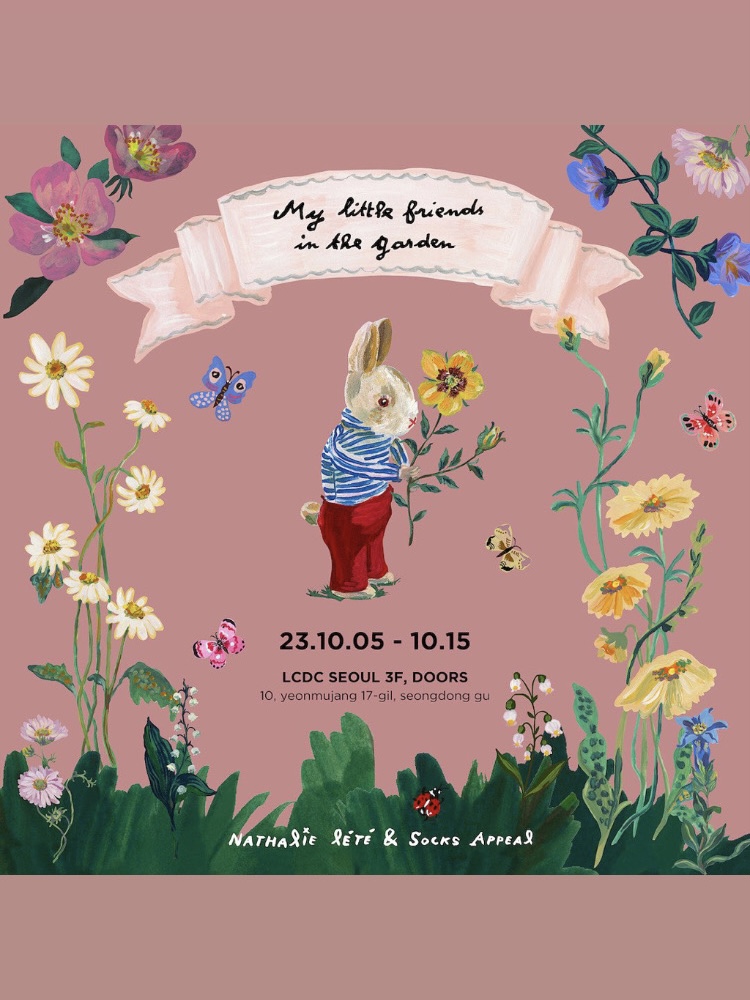 My little friends
in the garden
23.10.05 - 10.15
LCDC SEOUL 3F, DOORS
10, yeonmujang 17-gil, seongdong gu
NATHALiE lÉTÉ & SOCKS APPEAl